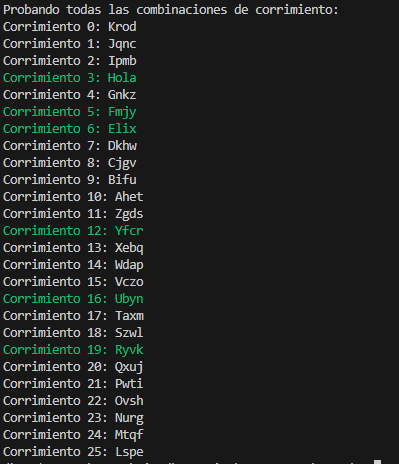 Probando todas las combinaciones de corrimiento:
Corrimiento 0: Krod
Corrimiento 1: Jqnc
Corrimiento 2: Ipmb
Corrimiento 3: Hola
Corrimiento 4: Gnkz
Corrimiento 5: Fmjy
Corrimiento 6: Elix
Corrimiento 7: Dkhw
Corrimiento 8: Cjgv
Corrimiento 9: Bifu
Corrimiento 10: Ahet
Corrimiento 11: Zgds
Corrimiento 12: Yfcr
Corrimiento 13: Xebq
Corrimiento 14: Wdap
Corrimiento 15: Vczo
Corrimiento 16: Ubyn
Corrimiento 17: Taxm
Corrimiento 18: Szwl
Corrimiento 19: Ryvk
Corrimiento 20: Qxuj
Corrimiento 21: Pwti
Corrimiento 22: Ovsh
Corrimiento 23: Nurg
Corrimiento 24: Mtqf
Corrimiento 25: Lspe